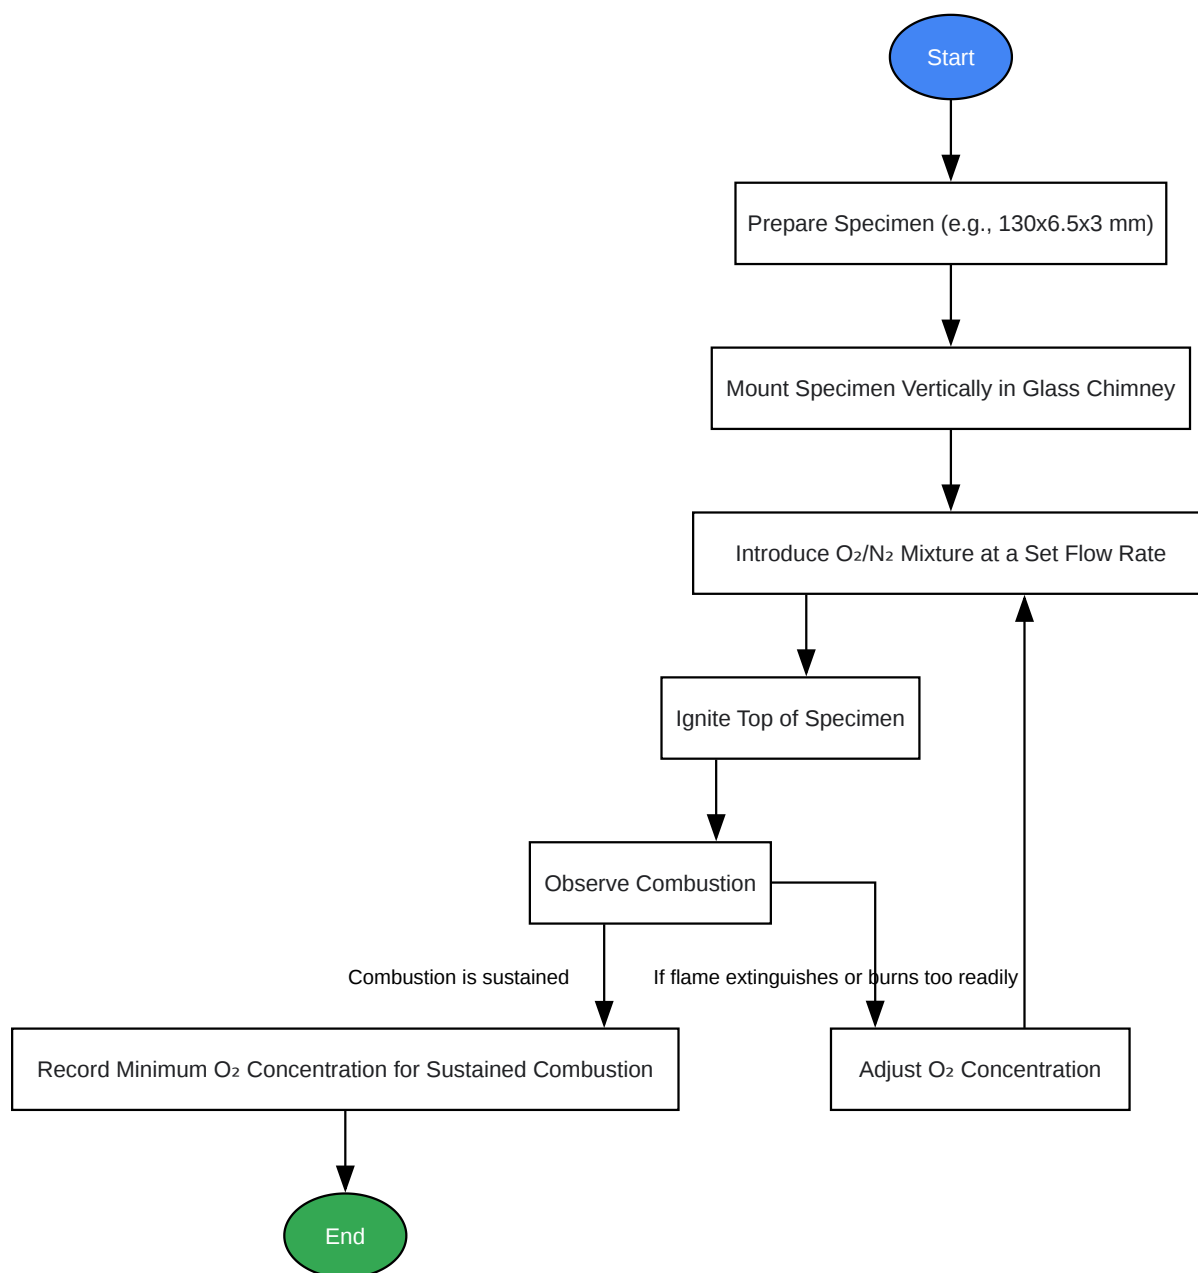 Start
Prepare Specimen (e.g., 130x6.5x3 mm)
Mount Specimen Vertically in Glass Chimney
Introduce O₂/N₂ Mixture at a Set Flow Rate
Ignite Top of Specimen
Observe Combustion
Combustion is sustained
If flame extinguishes or burns too readily
Record Minimum O₂ Concentration for Sustained Combustion
Adjust O₂ Concentration
End